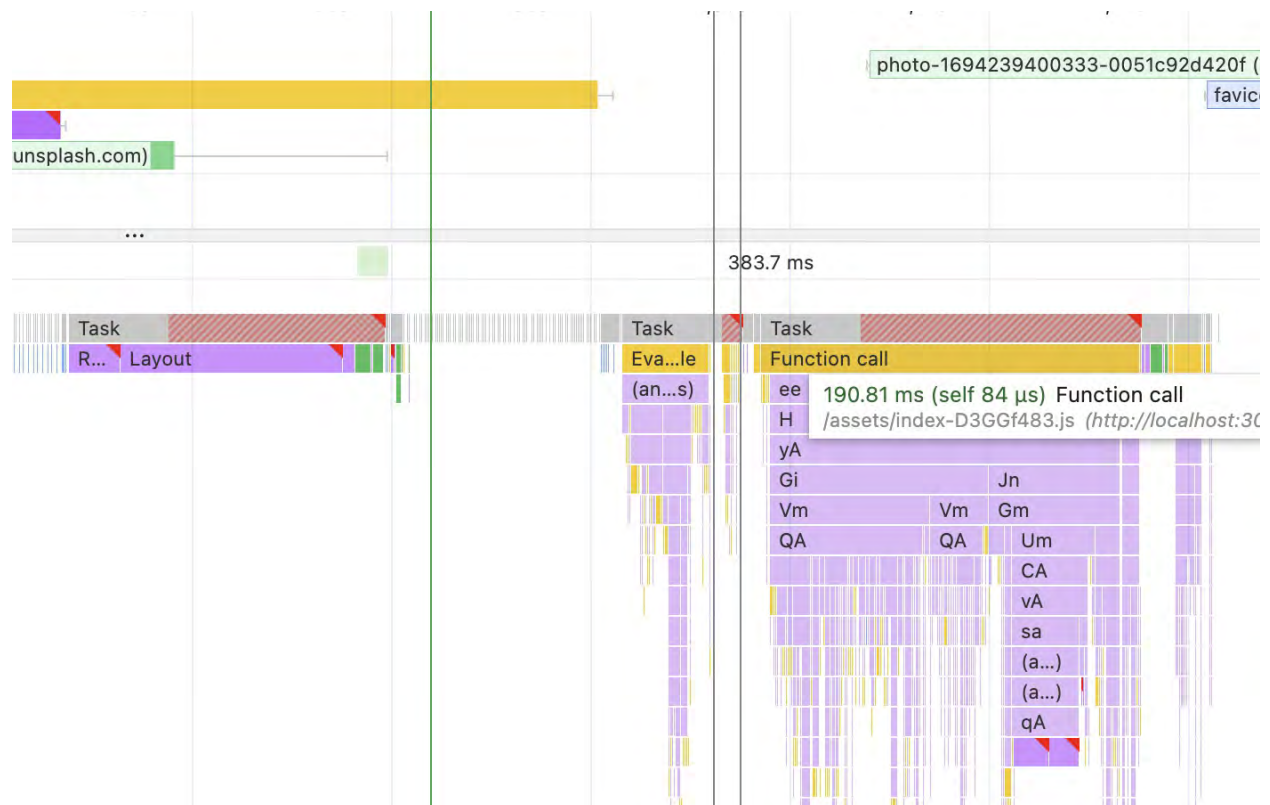 photo-1694239400333-0051c92d420f (
favic
unsplash.com)
...
383.7 ms
Task Task Task
R... Layout Eva...le Function call
(an...s) ee 190.81 ms (self 84 μs) Function call
H /assets/index-D3GGf483.js (http://localhost:30
yA
Gi Jn
Vm Vm Gm
QA QA Um
CA
vA
sa
(a...)
(a...)
qA